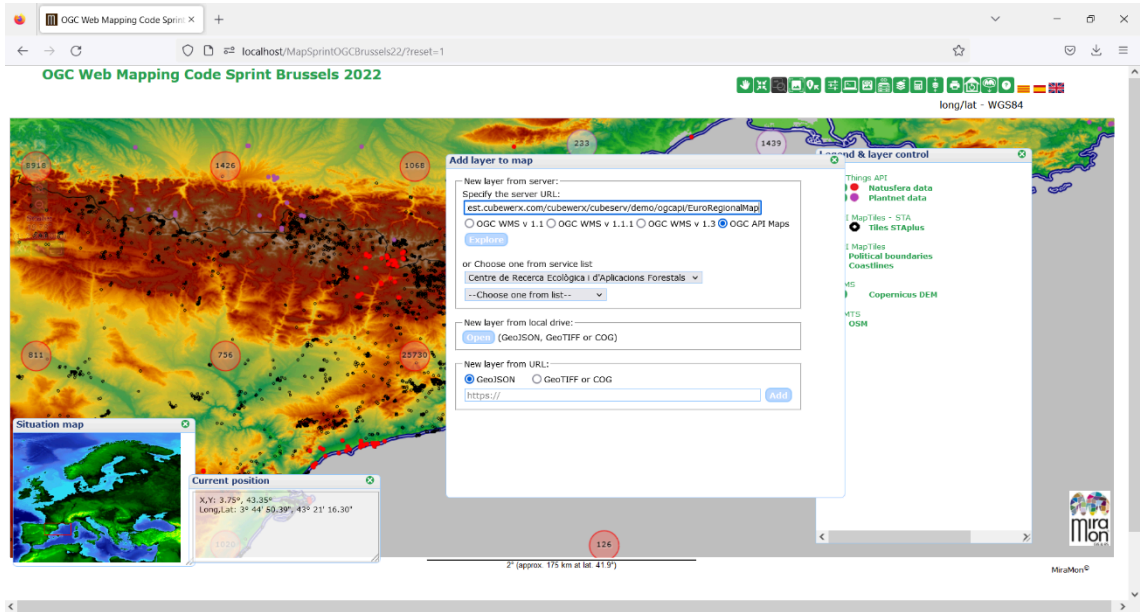 OGC Web Mapping Code Sprint
localhost/MapSprintOGCBrussels22/?reset=1
OGC Web Mapping Code Sprint Brussels 2022
long/lat - WGS84
5918
1426
1068
233
1439
811
756
25730
1020
126
Add layer to map
New layer from server:
Specify the server URL:
est.cubewerx.com/cubewerx/cubeserv/demo/ogcapi/EuroRegionalMap
OGC WMS v 1.1 OGC WMS v 1.1.1 OGC WMS v 1.3 OGC API Maps
Explore
or Choose one from service list
Centre de Recerca Ecològica i d'Aplicacions Forestals
--Choose one from list--
New layer from local drive:
Open (GeoJSON, GeoTIFF or COG)
New layer from URL:
GeoJSON GeoTIFF or COG
https://
Add
nd & layer control
Things API
Natusfera data
Plantnet data
I MapTiles - STA
Tiles STAplus
I MapTiles
Political boundaries
Coastlines
MS
Copernicus DEM
MTS
OSM
Situation map
Current position
X,Y: 3.75°, 43.35°
Long,Lat: 3° 44' 50.39", 43° 21' 16.30"
2° (approx. 175 km at lat. 41.9°)
Mira
Mon
MiraMon©